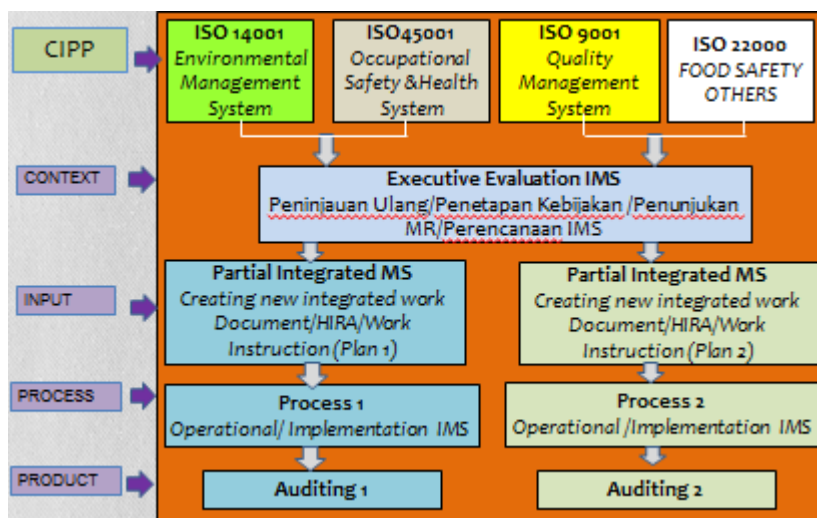 CIPP
ISO 14001
Environmental
Management
System
ISO45001
Occupational
Safety &Health
System
ISO 9001
Quality
Management
System
ISO 22000
FOOD SAFETY
OTHERS
CONTEXT
Executive Evaluation IMS
Peninjauan Ulang/Penetapan Kebijakan /Penunjukan
MR/Perencanaan IMS
INPUT
Partial Integrated MS
Creating new integrated work
Document/HIRA/Work
Instruction (Plan 1)
Partial Integrated MS
Creating new integrated work
Document/HIRA/Work
Instruction (Plan 2)
PROCESS
Process 1
Operational/ Implementation IMS
Process 2
Operational /Implementation IMS
PRODUCT
Auditing 1
Auditing 2